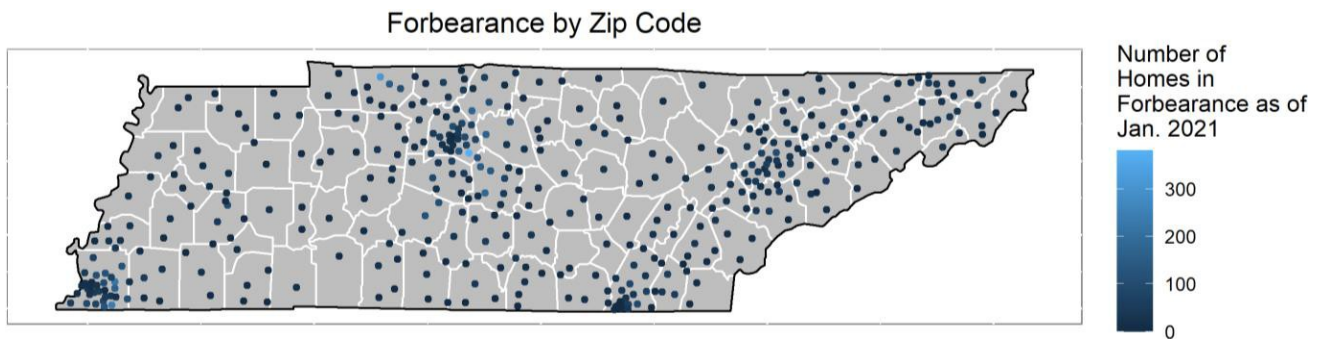 Forbearance by Zip Code
Number of
Homes in
Forbearance as of
Jan. 2021
300
200
100
0